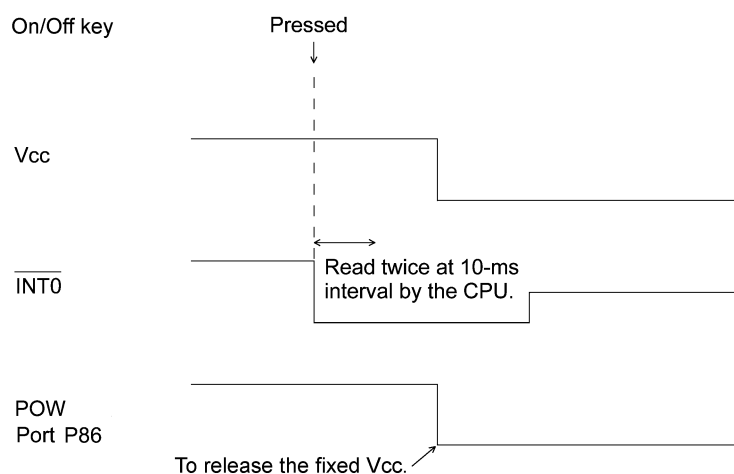 On/Off key
Pressed
Vcc
INT0
Read twice at 10-ms
interval by the CPU.
POW
Port P86
To release the fixed Vcc.